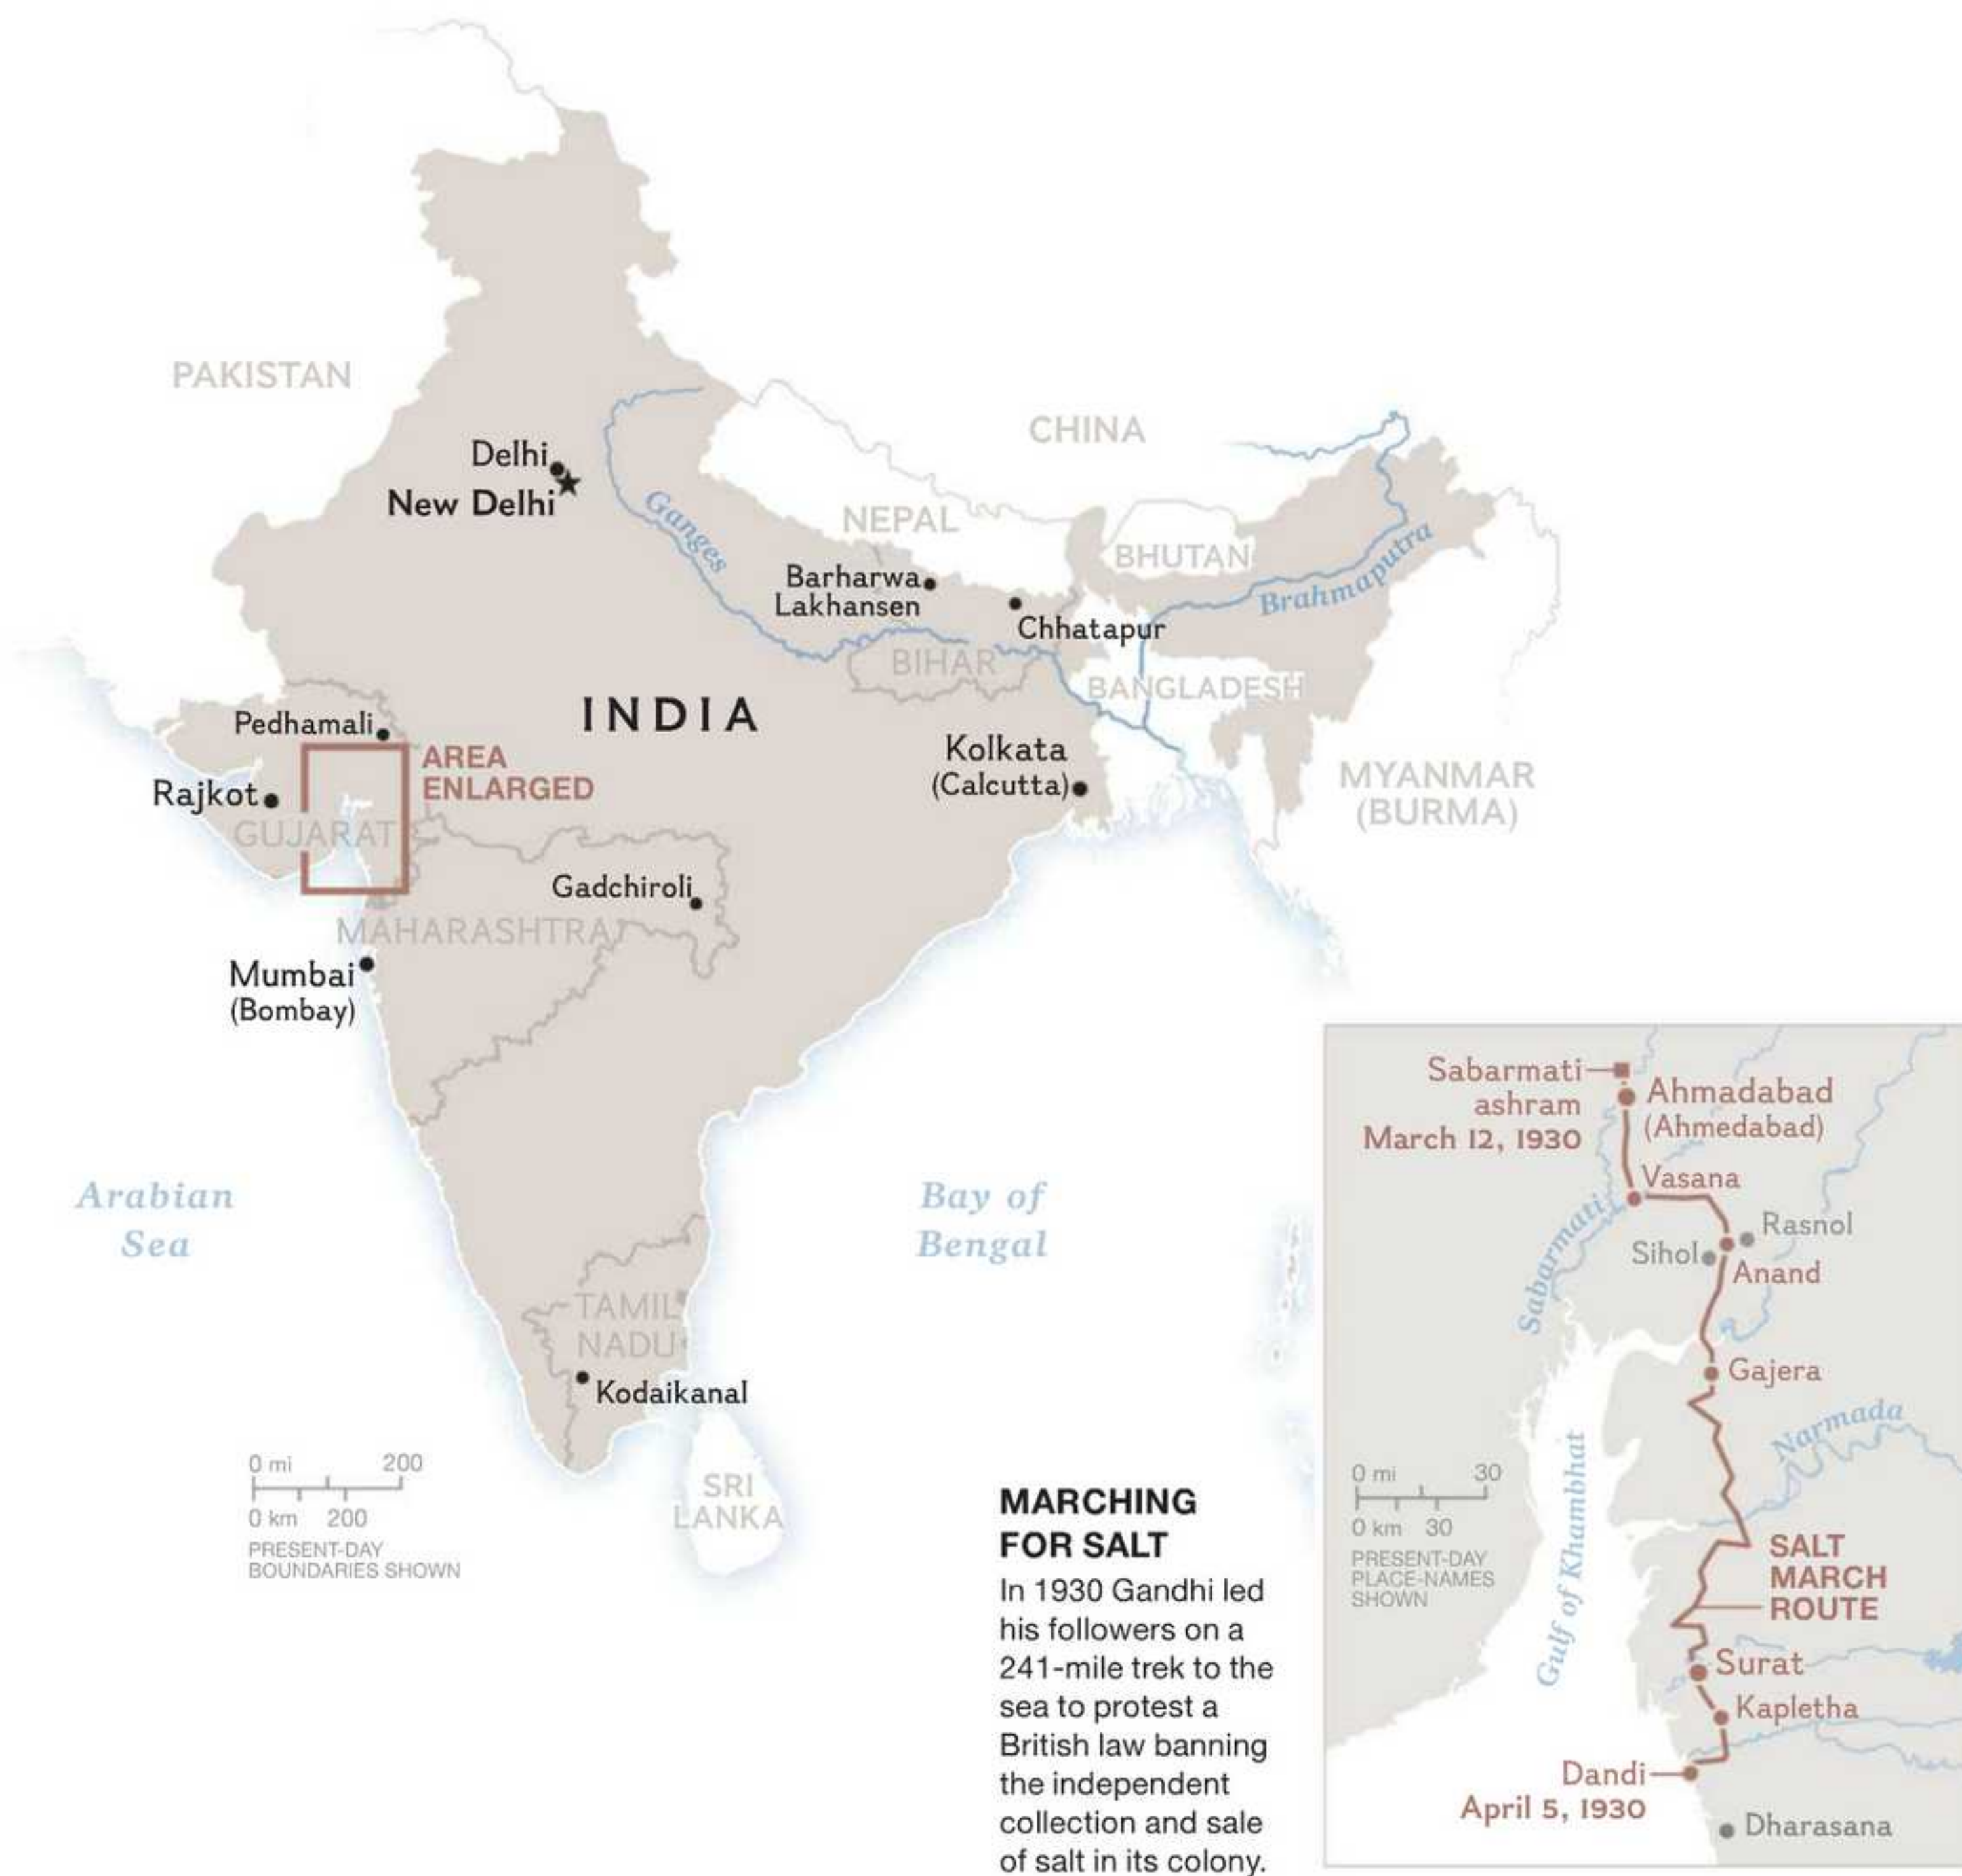 PAKISTAN
CHINA
Delhi
New Delhi
Ganges
NEPAL
BHUTAN
Brahmaputra
Barharwa
Lakhansen
Chhatapur
BIHAR
BANGLADESH
INDIA
Pedhamali
AREA
ENLARGED
Rajkot
GUJARAT
Kolkata
(Calcutta)
MYANMAR
(BURMA)
Gadchiroli
MAHARASHTRA
Mumbai
(Bombay)
Arabian
Sea
Bay of
Bengal
TAMIL
NADU
Kodaikanal
SRI
LANKA
0 mi 200
0 km 200
PRESENT-DAY
BOUNDARIES SHOWN
MARCHING
FOR SALT
In 1930 Gandhi led
his followers on a
241-mile trek to the
sea to protest a
British law banning
the independent
collection and sale
of salt in its colony.
Sabarmati
ashram
March 12, 1930
Ahmadabad
(Ahmedabad)
Vasana
Sabarmati
Rasnol
Sihol
Anand
Gajera
Narmada
0 mi 30
0 km 30
PRESENT-DAY
PLACE-NAMES
SHOWN
Gulf of Khambhat
SALT
MARCH
ROUTE
Surat
Kapletha
Dandi
April 5, 1930
Dharasana